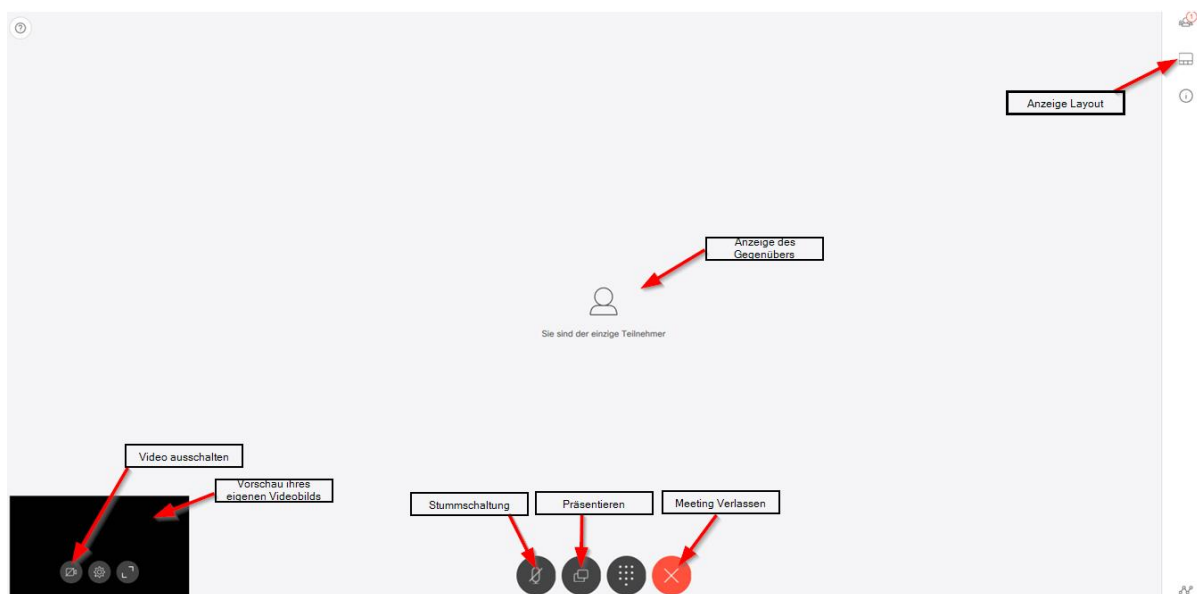 ?
1
Anzeige Layout
i
Anzeige des
Gegenübers
Sie sind der einzige Teilnehmer
Video ausschalten
Vorschau ihres
eigenen Videobilds
Stummschaltung
Präsentieren
Meeting Verlassen